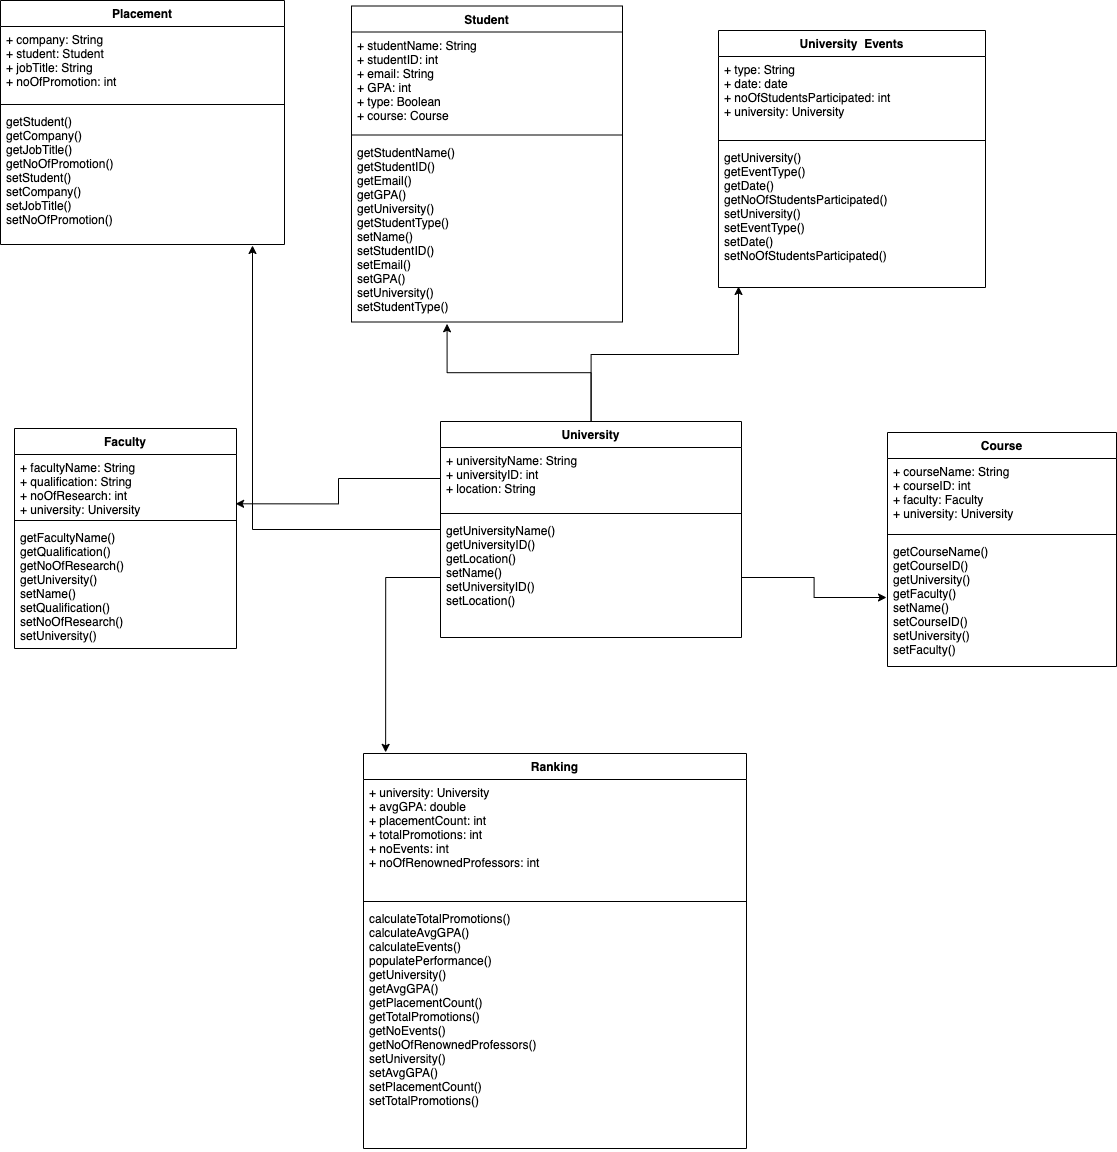 Placement
+ company: String
+ student: Student
+ jobTitle: String
+ noOfPromotion: int
getStudent()
getCompany()
getJobTitle()
getNoOfPromotion()
setStudent()
setCompany()
setJobTitle()
setNoOfPromotion()
Student
+ studentName: String
+ studentID: int
+ email: String
+ GPA: int
+ type: Boolean
+ course: Course
getStudentName()
getStudentID()
getEmail()
getGPA()
getUniversity()
getStudentType()
setName()
setStudentID()
setEmail()
setGPA()
setUniversity()
setStudentType()
University  Events
+ type: String
+ date: date
+ noOfStudentsParticipated: int
+ university: University
getUniversity()
getEventType()
getDate()
getNoOfStudentsParticipated()
setUniversity()
setEventType()
setDate()
setNoOfStudentsParticipated()
Faculty
+ facultyName: String
+ qualification: String
+ noOfResearch: int
+ university: University
getFacultyName()
getQualification()
getNoOfResearch()
getUniversity()
setName()
setQualification()
setNoOfResearch()
setUniversity()
University
+ universityName: String
+ universityID: int
+ location: String
getUniversityName()
getUniversityID()
getLocation()
setName()
setUniversityID()
setLocation()
Course
+ courseName: String
+ courseID: int
+ faculty: Faculty
+ university: University
getCourseName()
getCourseID()
getUniversity()
getFaculty()
setName()
setCourseID()
setUniversity()
setFaculty()
Ranking
+ university: University
+ avgGPA: double
+ placementCount: int
+ totalPromotions: int
+ noEvents: int
+ noOfRenownedProfessors: int
calculateTotalPromotions()
calculateAvgGPA()
calculateEvents()
populatePerformance()
getUniversity()
getAvgGPA()
getPlacementCount()
getTotalPromotions()
getNoEvents()
getNoOfRenownedProfessors()
setUniversity()
setAvgGPA()
setPlacementCount()
setTotalPromotions()